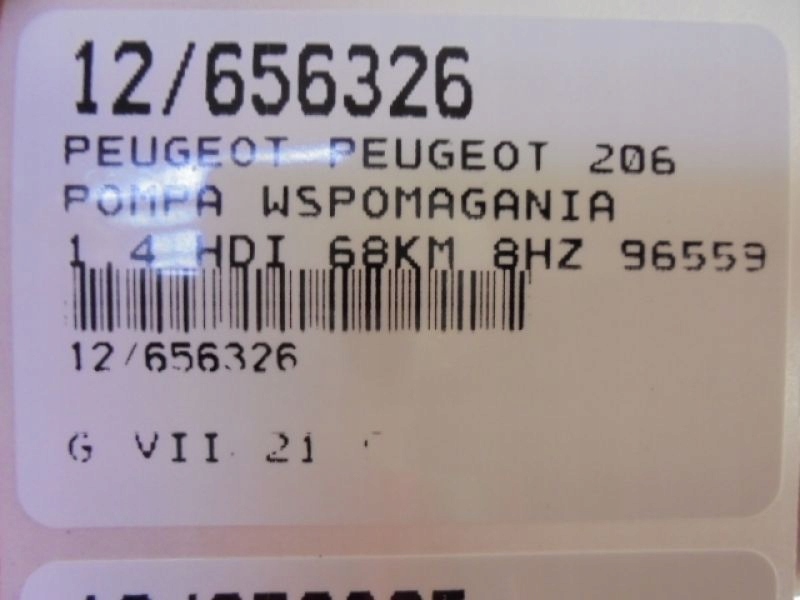 12/656326
PEUGEOT PEUGEOT 206
POMPA WSPOMAGANIA
1.4 HDI 68KM 8HZ 96559
12/656326
G VII 21